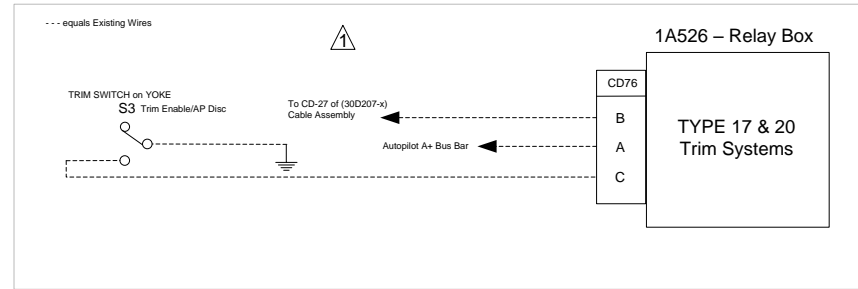 - - - equals Existing Wires
1
1A526 – Relay Box
CD76
TRIM SWITCH on YOKE
S3 Trim Enable/AP Disc
To CD-27 of (30D207-x)
Cable Assembly
B
Autopilot A+ Bus Bar
A
C
TYPE 17 & 20
Trim Systems